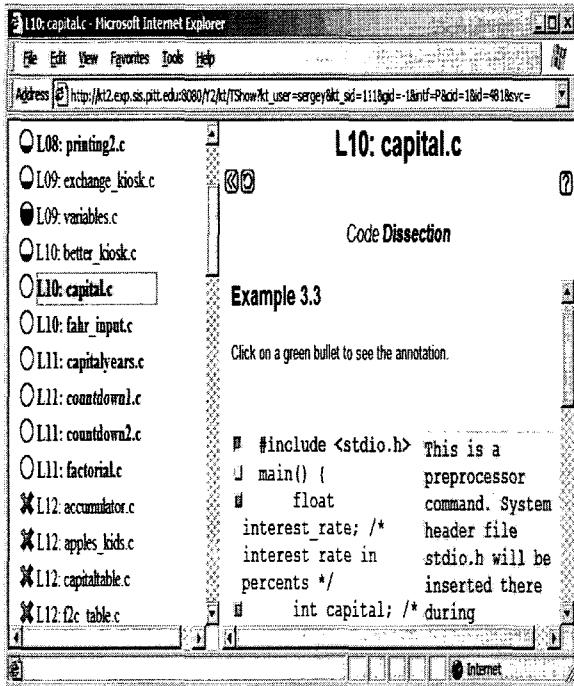 L10: capital.c - Microsoft Internet Explorer
File Edit View Favorites Tools Help
Address http://kt2.exp.sis.pitt.edu:8080/f2/kt/TShow?kt_user=sergey&kt_sid=111&gid=-1&intf=P&cid=1&id=481&svc=
L08: printing2.c
L09: exchange_kiosk.c
L09: variables.c
L10: better_kiosk.c
L10: capital.c
L10: fahr_input.c
L11: capitalyears.c
L11: countdown1.c
L11: countdown2.c
L11: factorial.c
L12: accumulator.c
L12: apples_kids.c
L12: capitaltable.c
L12: f2c_table.c
L10: capital.c
?
Code Dissection
Example 3.3
Click on a green bullet to see the annotation.
#include <stdio.h>
main() {
float
interest_rate; /*
interest rate in
percents */
int capital; /*
This is a
preprocessor
command. System
header file
stdio.h will be
inserted there
during
Internet